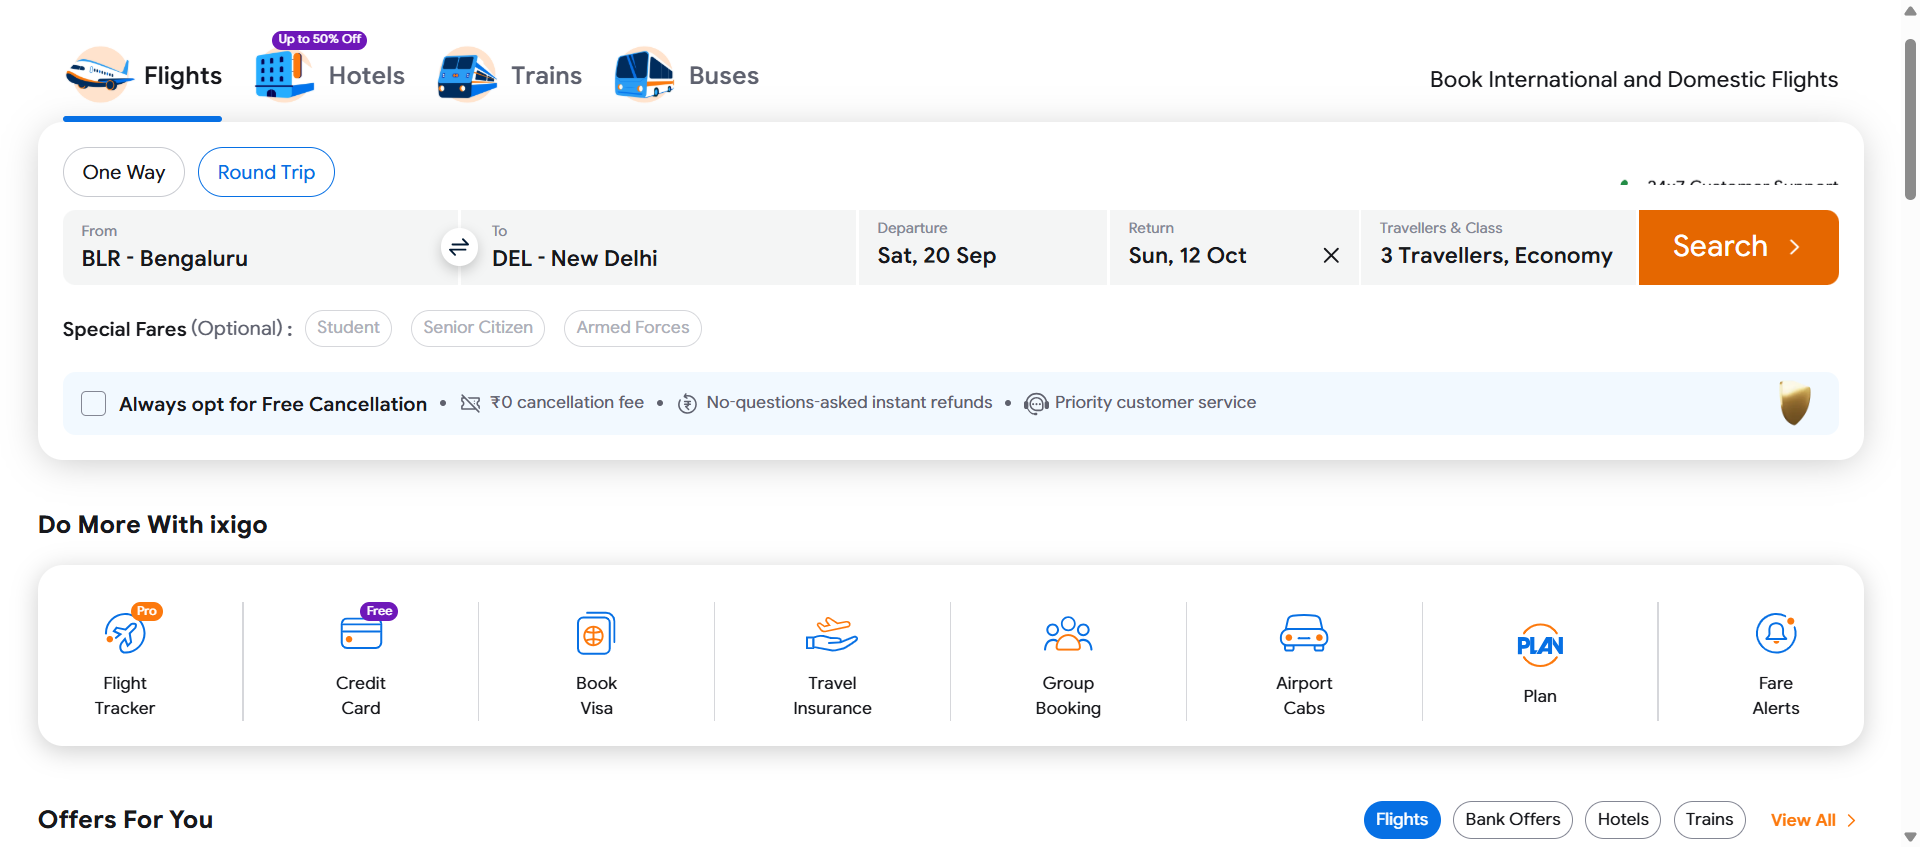 Up to 50% Off
Flights
Hotels
Trains
Buses
Book International and Domestic Flights
One Way
Round Trip
24x7 Customer Support
From
BLR - Bengaluru
To
DEL - New Delhi
Departure
Sat, 20 Sep
Return
Sun, 12 Oct
Travellers & Class
3 Travellers, Economy
Search
Special Fares (Optional) :
Student
Senior Citizen
Armed Forces
Always opt for Free Cancellation • ₹0 cancellation fee • No-questions-asked instant refunds • Priority customer service
Do More With ixigo
Pro
Flight
Tracker
Free
Credit
Card
Book
Visa
Travel
Insurance
Group
Booking
Airport
Cabs
PLAN
Plan
Fare
Alerts
Offers For You
Flights
Bank Offers
Hotels
Trains
View All